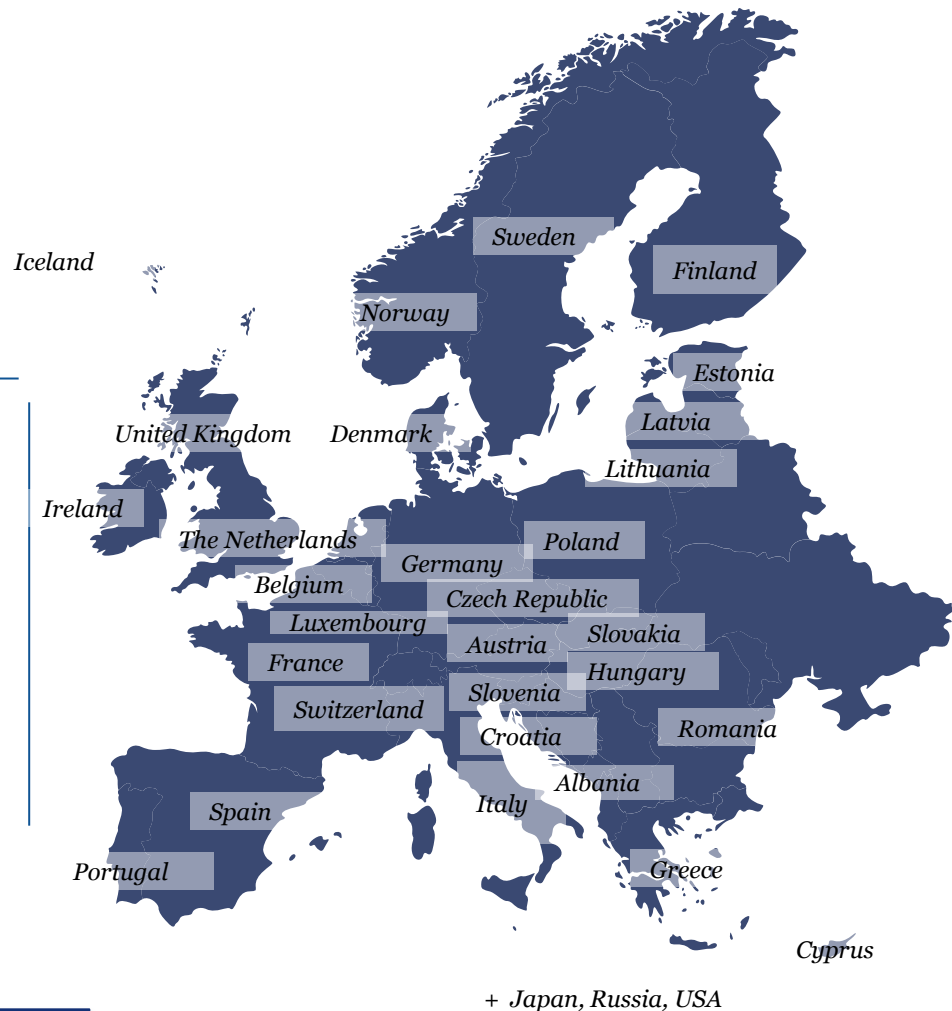 Sweden
Iceland
Finland
Norway
Estonia
Latvia
United Kingdom
Denmark
Lithuania
Ireland
The Netherlands
Poland
Germany
Belgium
Czech Republic
Luxembourg
Slovakia
Austria
France
Hungary
Slovenia
Switzerland
Romania
Croatia
Albania
Italy
Spain
Portugal
Greece
Cyprus
+ Japan, Russia, USA